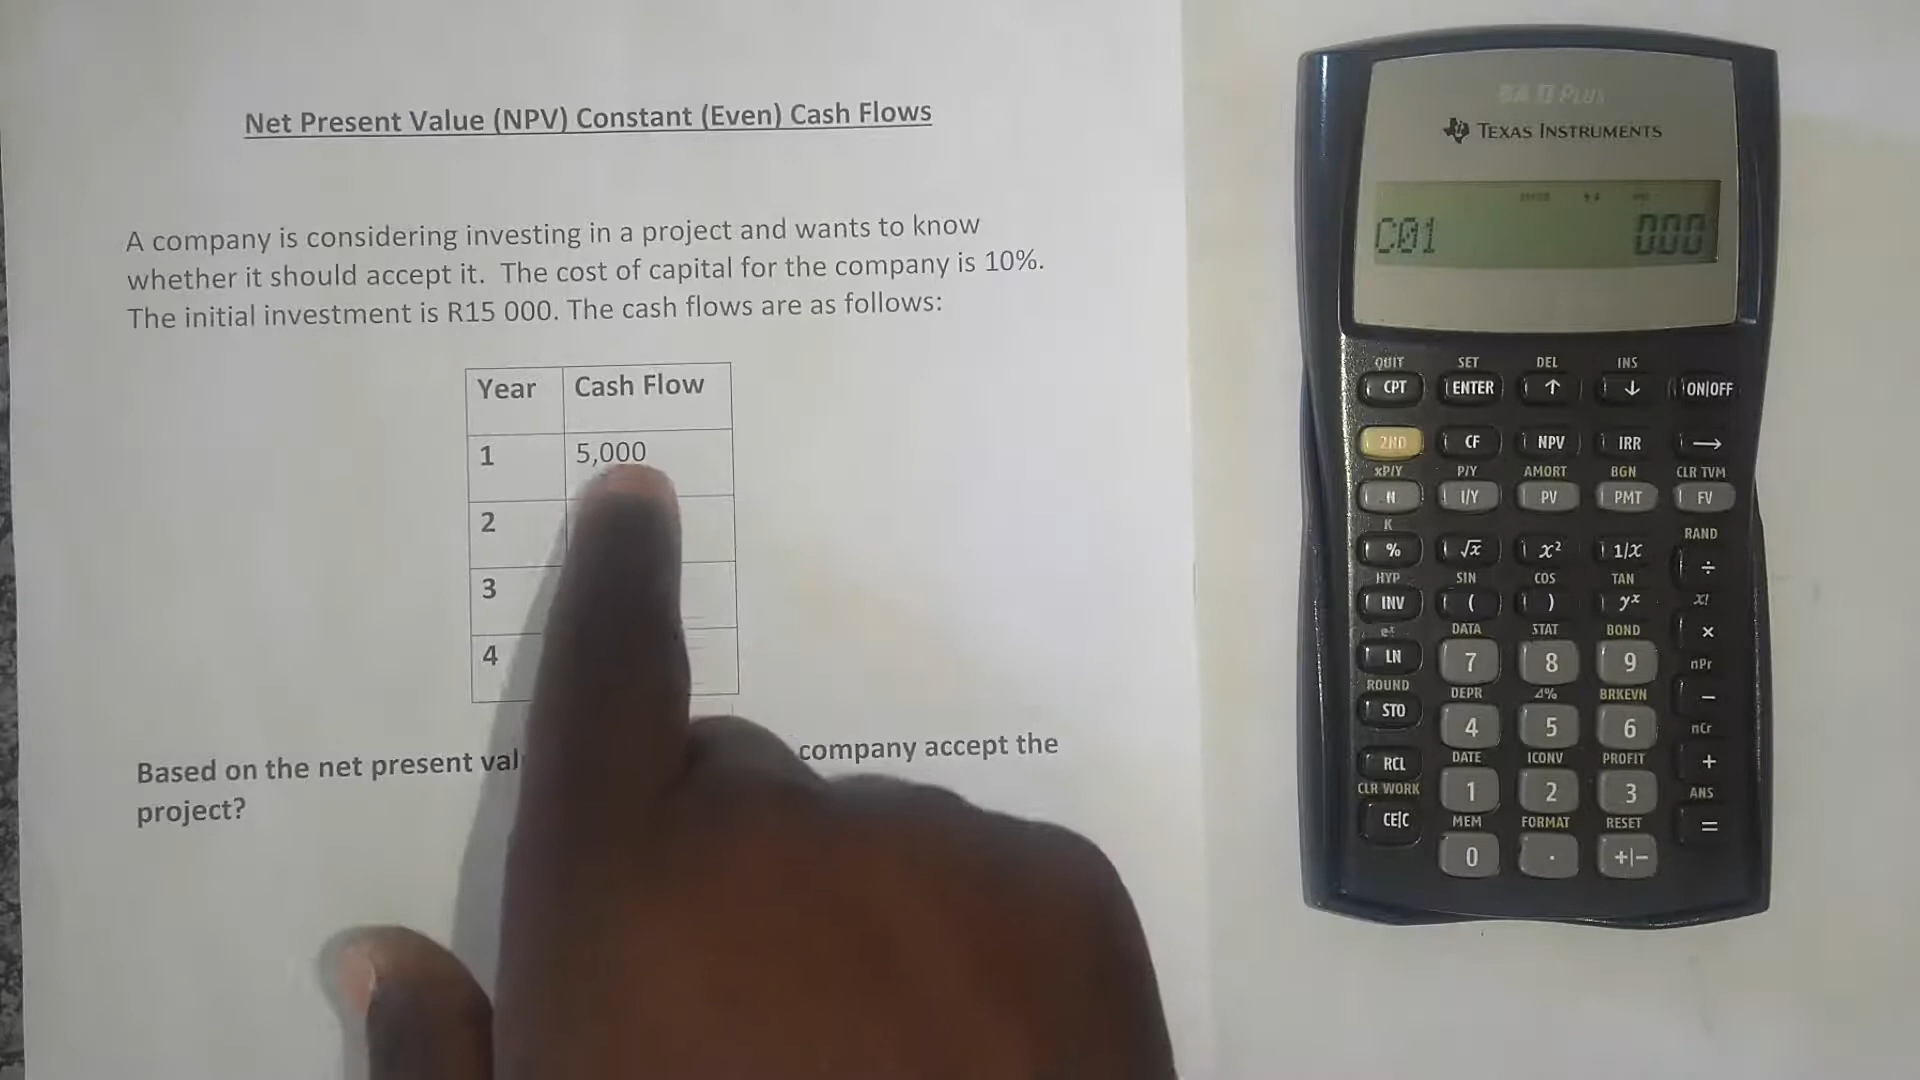 Net Present Value (NPV) Constant (Even) Cash Flows
A company is considering investing in a project and wants to know
whether it should accept it. The cost of capital for the company is 10%.
The initial investment is R15 000. The cash flows are as follows:
Year Cash Flow
1 5,000
2
3
4
Based on the net present company accept the
project?
BA II PLUS
TEXAS INSTRUMENTS
C01 0.00
QUIT SET DEL INS
CPT ENTER ↑ ↓ ON|OFF
2ND CF NPV IRR →
xP/Y P/Y AMORT BGN CLR TVM
N I/Y PV PMT FV
K RAND
% √x x² 1/x ÷
HYP SIN COS TAN x!
INV ( ) yˣ ×
eˣ DATA STAT BOND nPr
LN 7 8 9 −
ROUND DEPR Δ% BRKEVN nCr
STO 4 5 6 +
DATE ICONV PROFIT ANS
RCL 1 2 3 =
CLR WORK MEM FORMAT RESET
CE|C 0 . +|−